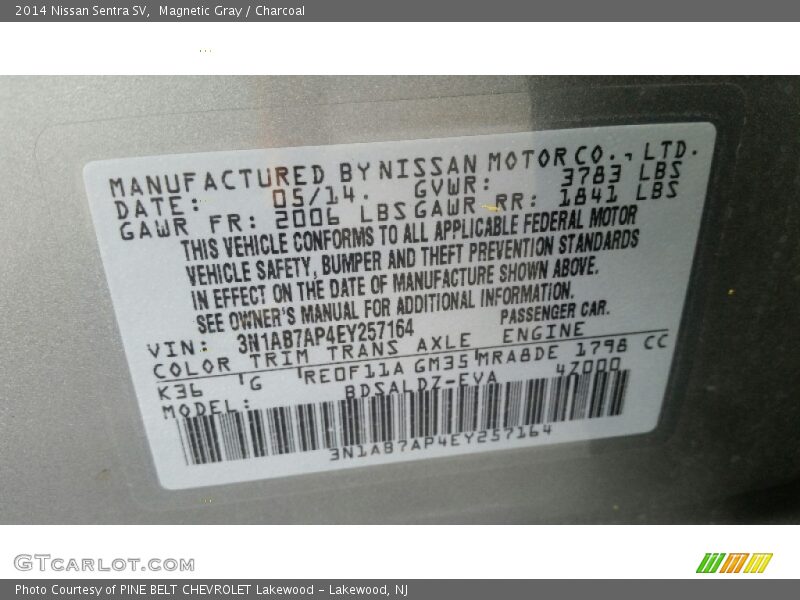 2014 Nissan Sentra SV, Magnetic Gray / Charcoal
MANUFACTURED BY NISSAN MOTOR CO., LTD.
DATE: 05/14. GVWR: 3783 LBS
GAWR FR: 2006 LBS GAWR RR: 1841 LBS
THIS VEHICLE CONFORMS TO ALL APPLICABLE FEDERAL MOTOR
VEHICLE SAFETY, BUMPER AND THEFT PREVENTION STANDARDS
IN EFFECT ON THE DATE OF MANUFACTURE SHOWN ABOVE.
SEE OWNER'S MANUAL FOR ADDITIONAL INFORMATION.
VIN: 3N1AB7AP4EY257164 PASSENGER CAR.
COLOR TRIM TRANS AXLE ENGINE
K36 G RE0F11A GM35 MRA8DE 1798 CC
MODEL: BDSALDZ-EVA 47000
3N1AB7AP4EY257164
GTCARLOT.COM
Photo Courtesy of PINE BELT CHEVROLET Lakewood - Lakewood, NJ